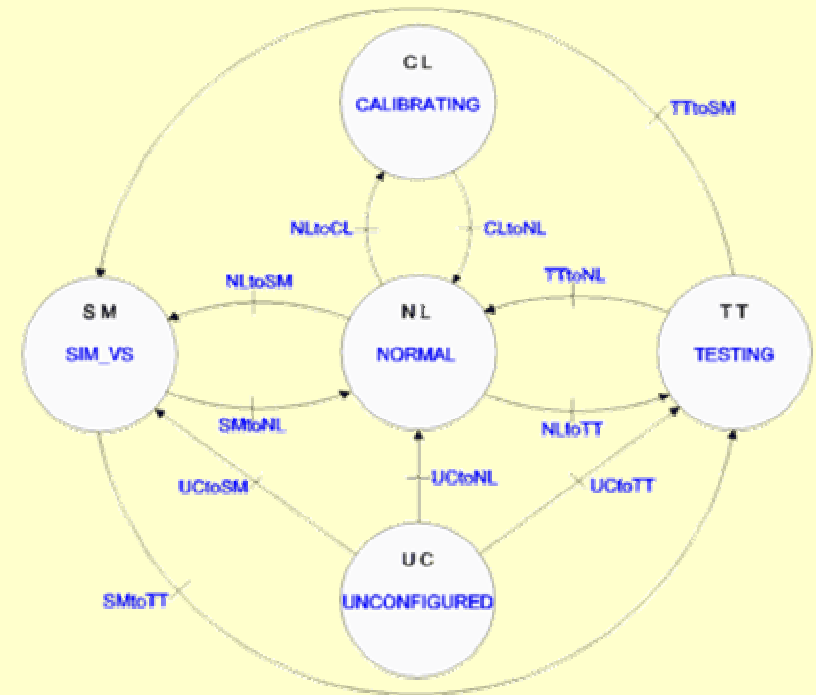 CL
CALIBRATING
TTtoSM
NLtoCL
CLtoNL
NLtoSM
TTtoNL
SM
SIM_VS
NL
NORMAL
TT
TESTING
SMtoNL
NLtoTT
UCtoSM
UCtoNL
UCtoTT
UC
UNCONFIGURED
SMtoTT